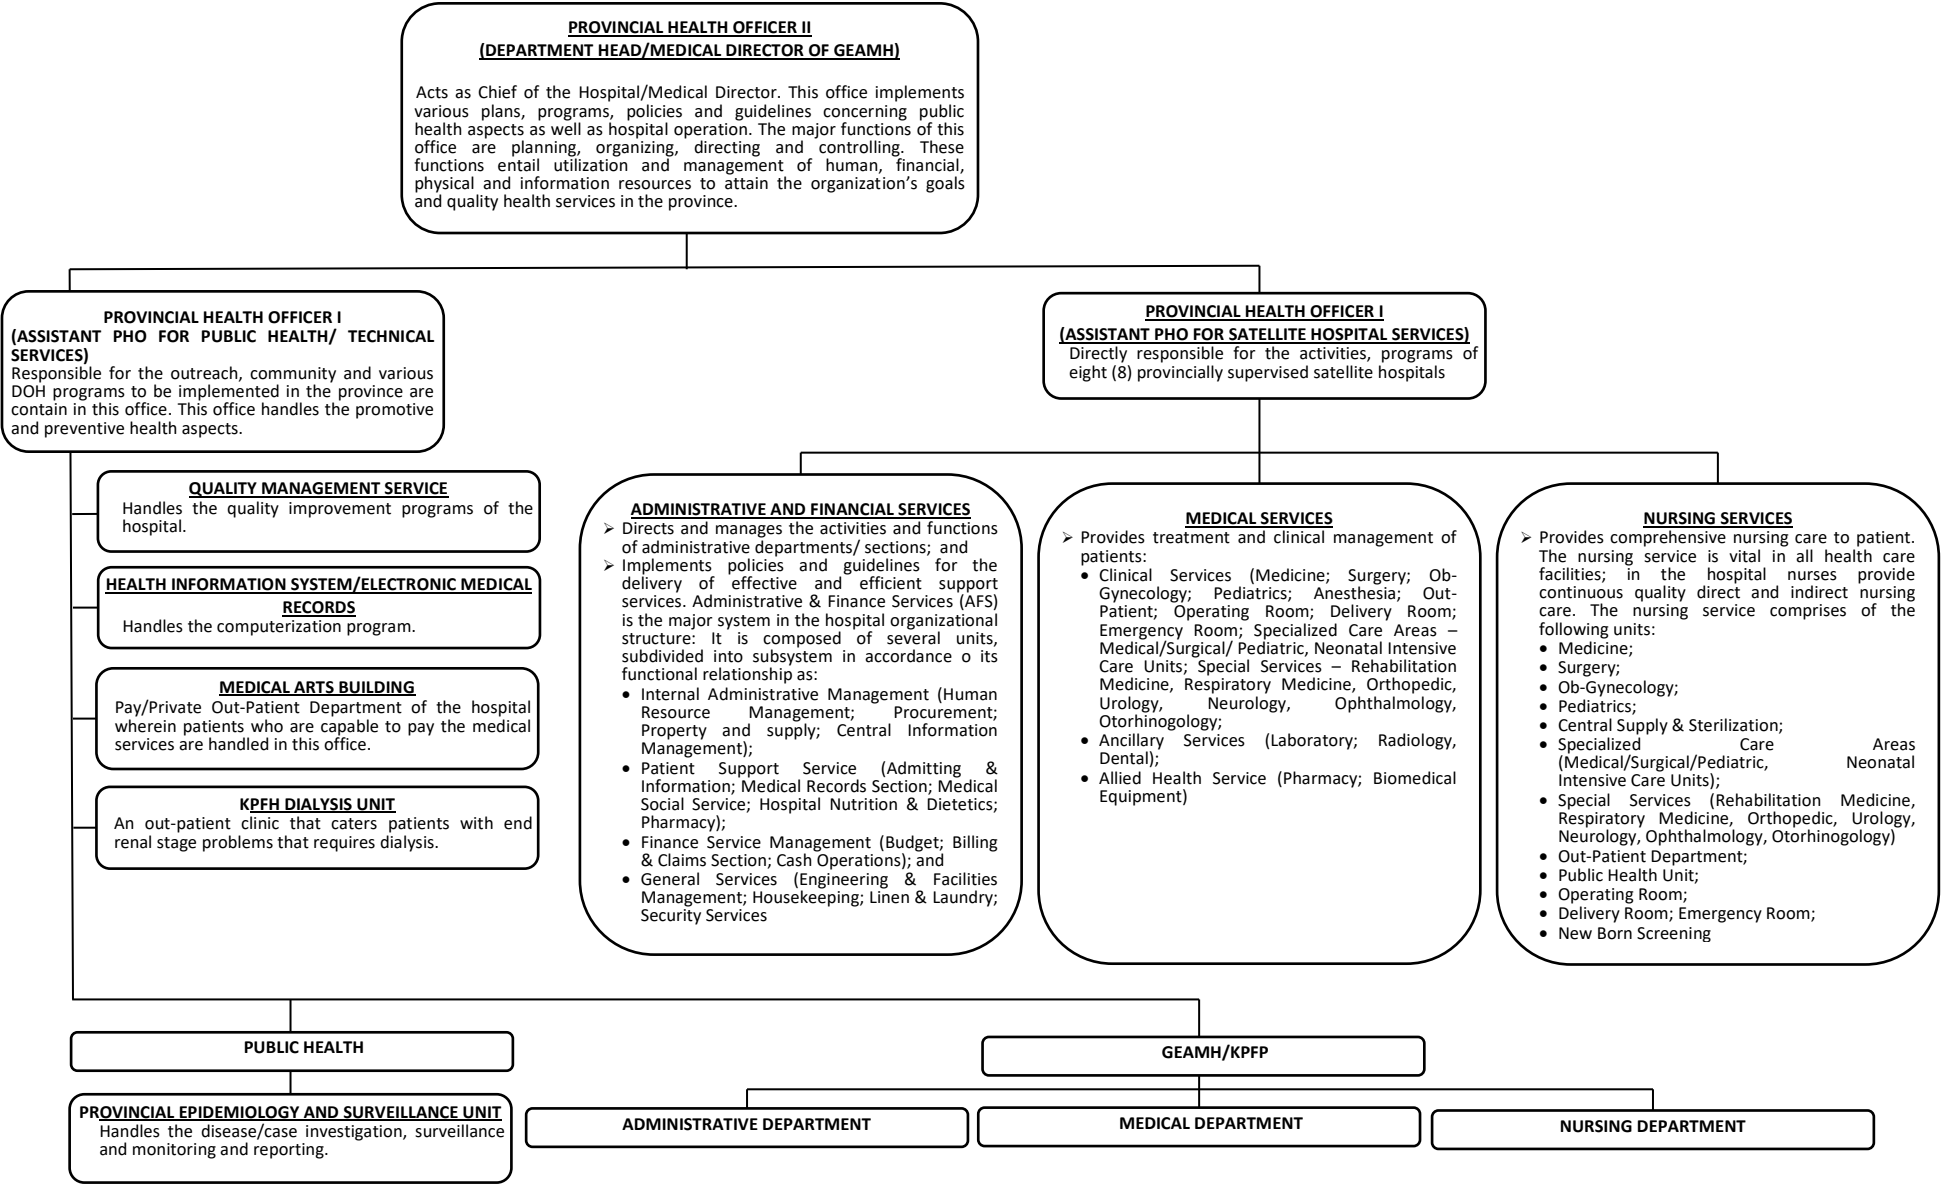 PROVINCIAL HEALTH OFFICER II
(DEPARTMENT HEAD/MEDICAL DIRECTOR OF GEAMH)
Acts as Chief of the Hospital/Medical Director. This office implements
various plans, programs, policies and guidelines concerning public
health aspects as well as hospital operation. The major functions of this
office are planning, organizing, directing and controlling. These
functions entail utilization and management of human, financial,
physical and information resources to attain the organization's goals
and quality health services in the province.
PROVINCIAL HEALTH OFFICER I
(ASSISTANT PHO FOR PUBLIC HEALTH/ TECHNICAL
SERVICES)
Responsible for the outreach, community and various
DOH programs to be implemented in the province are
contain in this office. This office handles the promotive
and preventive health aspects.
PROVINCIAL HEALTH OFFICER I
(ASSISTANT PHO FOR SATELLITE HOSPITAL SERVICES)
Directly responsible for the activities, programs of
eight (8) provincially supervised satellite hospitals
QUALITY MANAGEMENT SERVICE
Handles the quality improvement programs of the
hospital.
HEALTH INFORMATION SYSTEM/ELECTRONIC MEDICAL
RECORDS
Handles the computerization program.
MEDICAL ARTS BUILDING
Pay/Private Out-Patient Department of the hospital
wherein patients who are capable to pay the medical
services are handled in this office.
KPFH DIALYSIS UNIT
An out-patient clinic that caters patients with end
renal stage problems that requires dialysis.
ADMINISTRATIVE AND FINANCIAL SERVICES
➢ Directs and manages the activities and functions
of administrative departments/ sections; and
➢ Implements policies and guidelines for the
delivery of effective and efficient support
services. Administrative & Finance Services (AFS)
is the major system in the hospital organizational
structure: It is composed of several units,
subdivided into subsystem in accordance o its
functional relationship as:
• Internal Administrative Management (Human
Resource Management; Procurement;
Property and supply; Central Information
Management);
• Patient Support Service (Admitting &
Information; Medical Records Section; Medical
Social Service; Hospital Nutrition & Dietetics;
Pharmacy);
• Finance Service Management (Budget; Billing
& Claims Section; Cash Operations); and
• General Services (Engineering & Facilities
Management; Housekeeping; Linen & Laundry;
Security Services
MEDICAL SERVICES
➢ Provides treatment and clinical management of
patients:
• Clinical Services (Medicine; Surgery; Ob-
Gynecology; Pediatrics; Anesthesia; Out-
Patient; Operating Room; Delivery Room;
Emergency Room; Specialized Care Areas –
Medical/Surgical/ Pediatric, Neonatal Intensive
Care Units; Special Services – Rehabilitation
Medicine, Respiratory Medicine, Orthopedic,
Urology, Neurology, Ophthalmology,
Otorhinogology;
• Ancillary Services (Laboratory; Radiology,
Dental);
• Allied Health Service (Pharmacy; Biomedical
Equipment)
NURSING SERVICES
➢ Provides comprehensive nursing care to patient.
The nursing service is vital in all health care
facilities; in the hospital nurses provide
continuous quality direct and indirect nursing
care. The nursing service comprises of the
following units:
• Medicine;
• Surgery;
• Ob-Gynecology;
• Pediatrics;
• Central Supply & Sterilization;
• Specialized Care Areas
(Medical/Surgical/Pediatric, Neonatal
Intensive Care Units);
• Special Services (Rehabilitation Medicine,
Respiratory Medicine, Orthopedic, Urology,
Neurology, Ophthalmology, Otorhinogology)
• Out-Patient Department;
• Public Health Unit;
• Operating Room;
• Delivery Room; Emergency Room;
• New Born Screening
PUBLIC HEALTH
GEAMH/KPFP
PROVINCIAL EPIDEMIOLOGY AND SURVEILLANCE UNIT
Handles the disease/case investigation, surveillance
and monitoring and reporting.
ADMINISTRATIVE DEPARTMENT
MEDICAL DEPARTMENT
NURSING DEPARTMENT